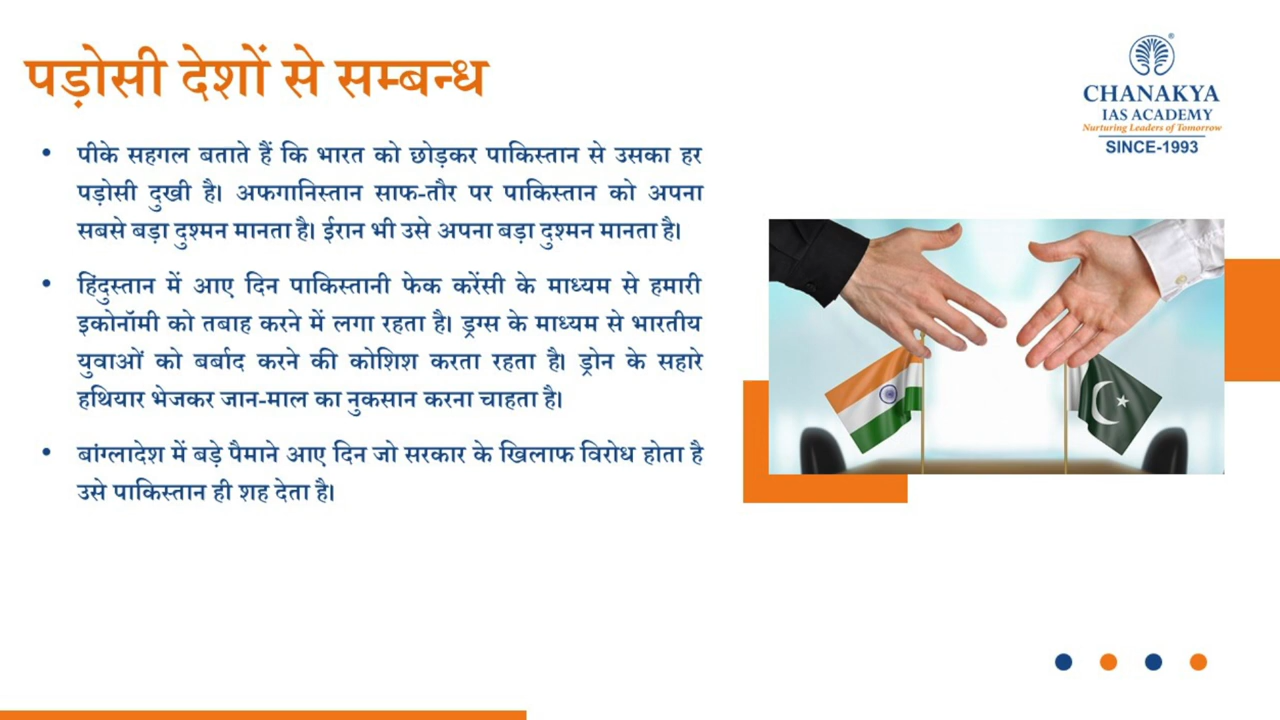 पड़ोसी देशों से सम्बन्ध
CHANAKYA
IAS ACADEMY
Nurturing Leaders of Tomorrow
SINCE-1993
• पीके सहगल बताते हैं कि भारत को छोड़कर पाकिस्तान से उसका हर
पड़ोसी दुखी है। अफगानिस्तान साफ-तौर पर पाकिस्तान को अपना
सबसे बड़ा दुश्मन मानता है। ईरान भी उसे अपना बड़ा दुश्मन मानता है।
• हिंदुस्तान में आए दिन पाकिस्तानी फेक करेंसी के माध्यम से हमारी
इकोनॉमी को तबाह करने में लगा रहता है। ड्रग्स के माध्यम से भारतीय
युवाओं को बर्बाद करने की कोशिश करता रहता है। ड्रोन के सहारे
हथियार भेजकर जान-माल का नुकसान करना चाहता है।
• बांग्लादेश में बड़े पैमाने आए दिन जो सरकार के खिलाफ विरोध होता है
उसे पाकिस्तान ही शह देता है।